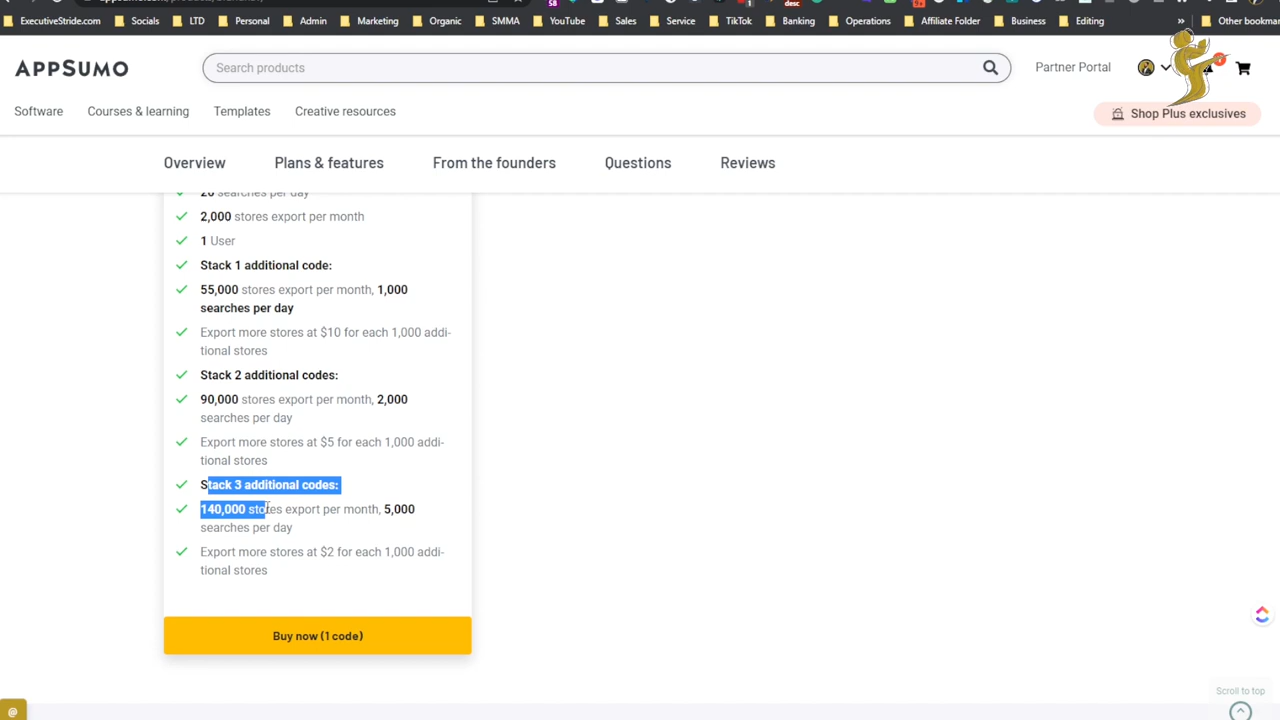 ExecutiveStride.com Socials LTD Personal Admin Marketing Organic SMMA YouTube Sales Service TikTok Banking Operations Affiliate Folder Business Editing » Other bookmar
APPSUMO Search products Partner Portal
Software Courses & learning Templates Creative resources Shop Plus exclusives
Overview Plans & features From the founders Questions Reviews
20 searches per day
2,000 stores export per month
1 User
Stack 1 additional code:
55,000 stores export per month, 1,000
searches per day
Export more stores at $10 for each 1,000 addi-
tional stores
Stack 2 additional codes:
90,000 stores export per month, 2,000
searches per day
Export more stores at $5 for each 1,000 addi-
tional stores
Stack 3 additional codes:
140,000 stores export per month, 5,000
searches per day
Export more stores at $2 for each 1,000 addi-
tional stores
Buy now (1 code)
Scroll to top
@